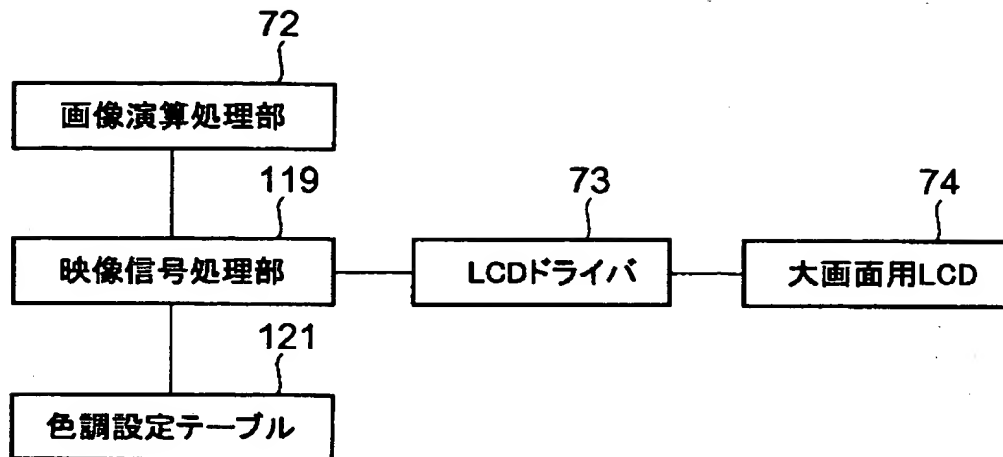 72
画像演算処理部
119
映像信号処理部
73
LCDドライバ
74
大画面用LCD
121
色調設定テーブル